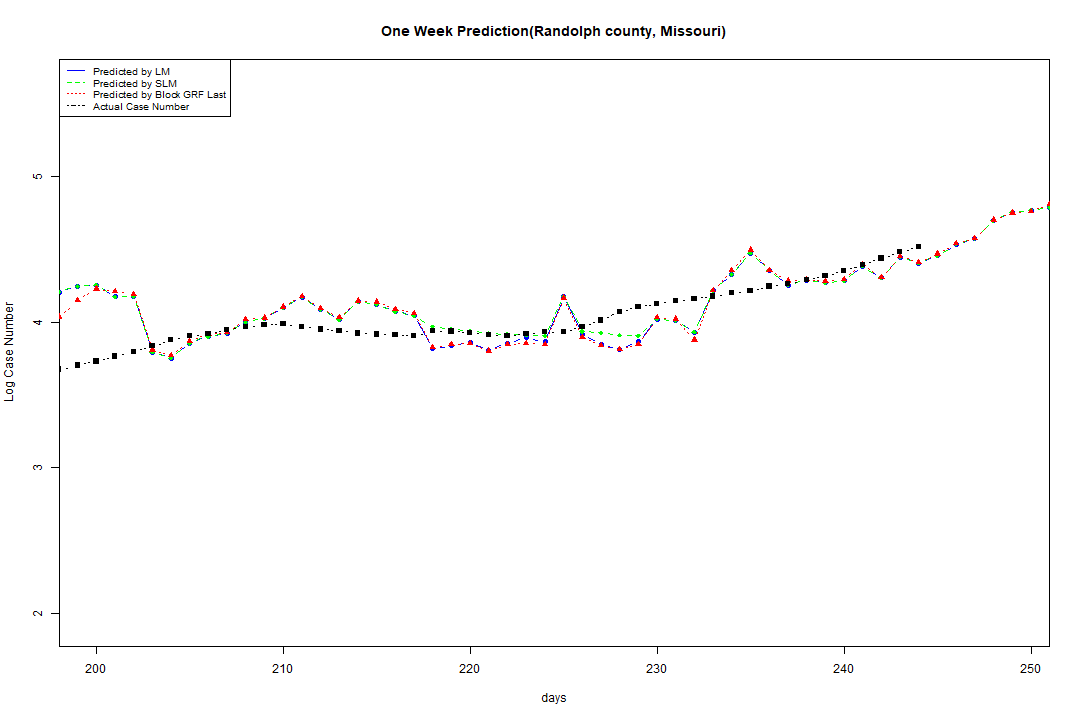 One Week Prediction(Randolph county, Missouri)
Predicted by LM
Predicted by SLM
Predicted by Block GRF Last
Actual Case Number
5
4
3
2
Log Case Number
200 210 220 230 240 250
days